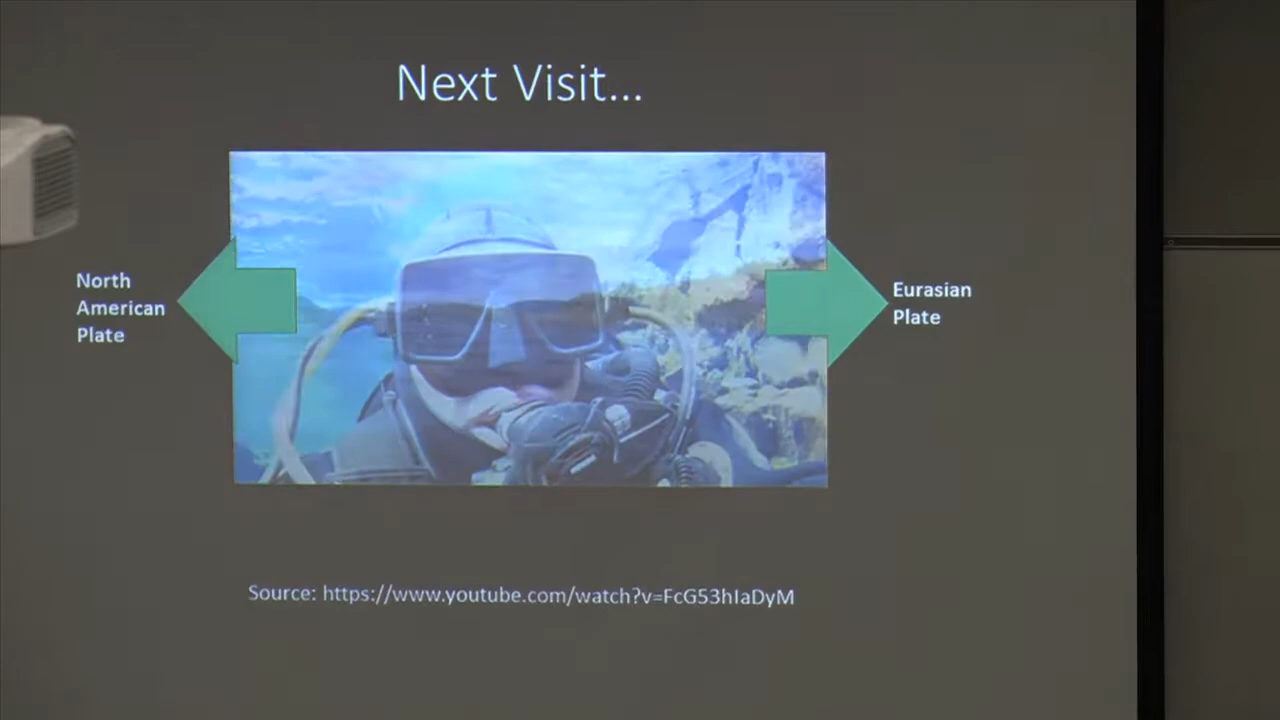 Next Visit...
North
American
Plate
Eurasian
Plate
Source: https://www.youtube.com/watch?v=FcG53hIaDyM